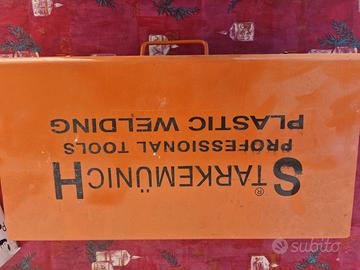 STARKEMÜNICH®
PROFESSIONAL TOOLS
PLASTIC WELDING
subito